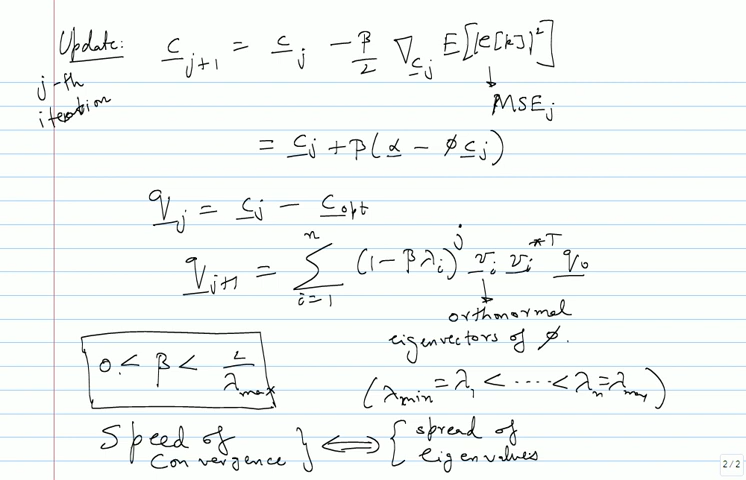 Update: c_{j+1} = c_j - β/2 ∇_{c_j} E[|e[k]|²]
j-th
iteration
MSE_j
= c_j + β(α - φ c_j)
q_j = c_j - c_opt
q_{j+1} = Σ_{i=1}^{n} (1 - βλ_i)^j v_i v_i^{*T} q_0
orthonormal
eigenvectors of φ.
0 < β < 2/λ_max
(λ_min = λ_1 < ---- < λ_n = λ_max)
Speed of
Convergence } ⟺ { spread of
eigenvalues
2/2